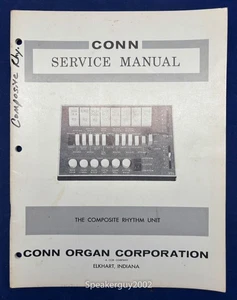 CONN
SERVICE MANUAL
Composite Rhy.
THE COMPOSITE RHYTHM UNIT
CONN ORGAN CORPORATION
ELKHART, INDIANA
Speakerguy2002